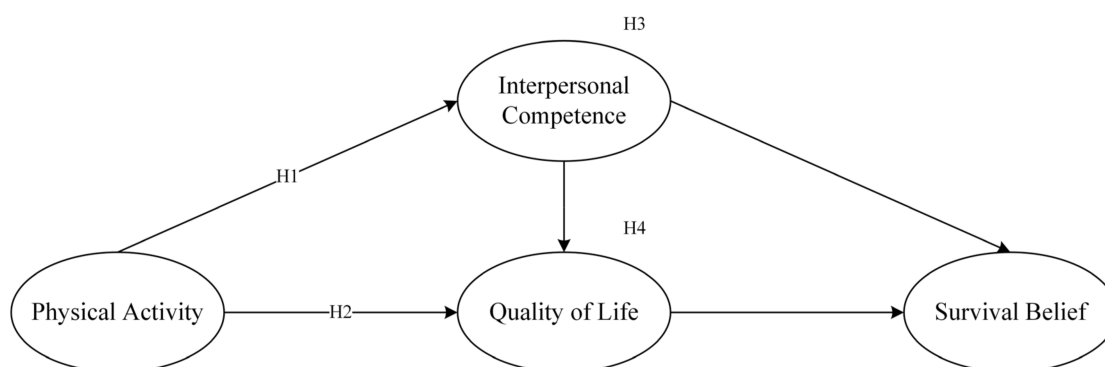 H3
Interpersonal
Competence
H1
H4
Physical Activity
H2
Quality of Life
Survival Belief